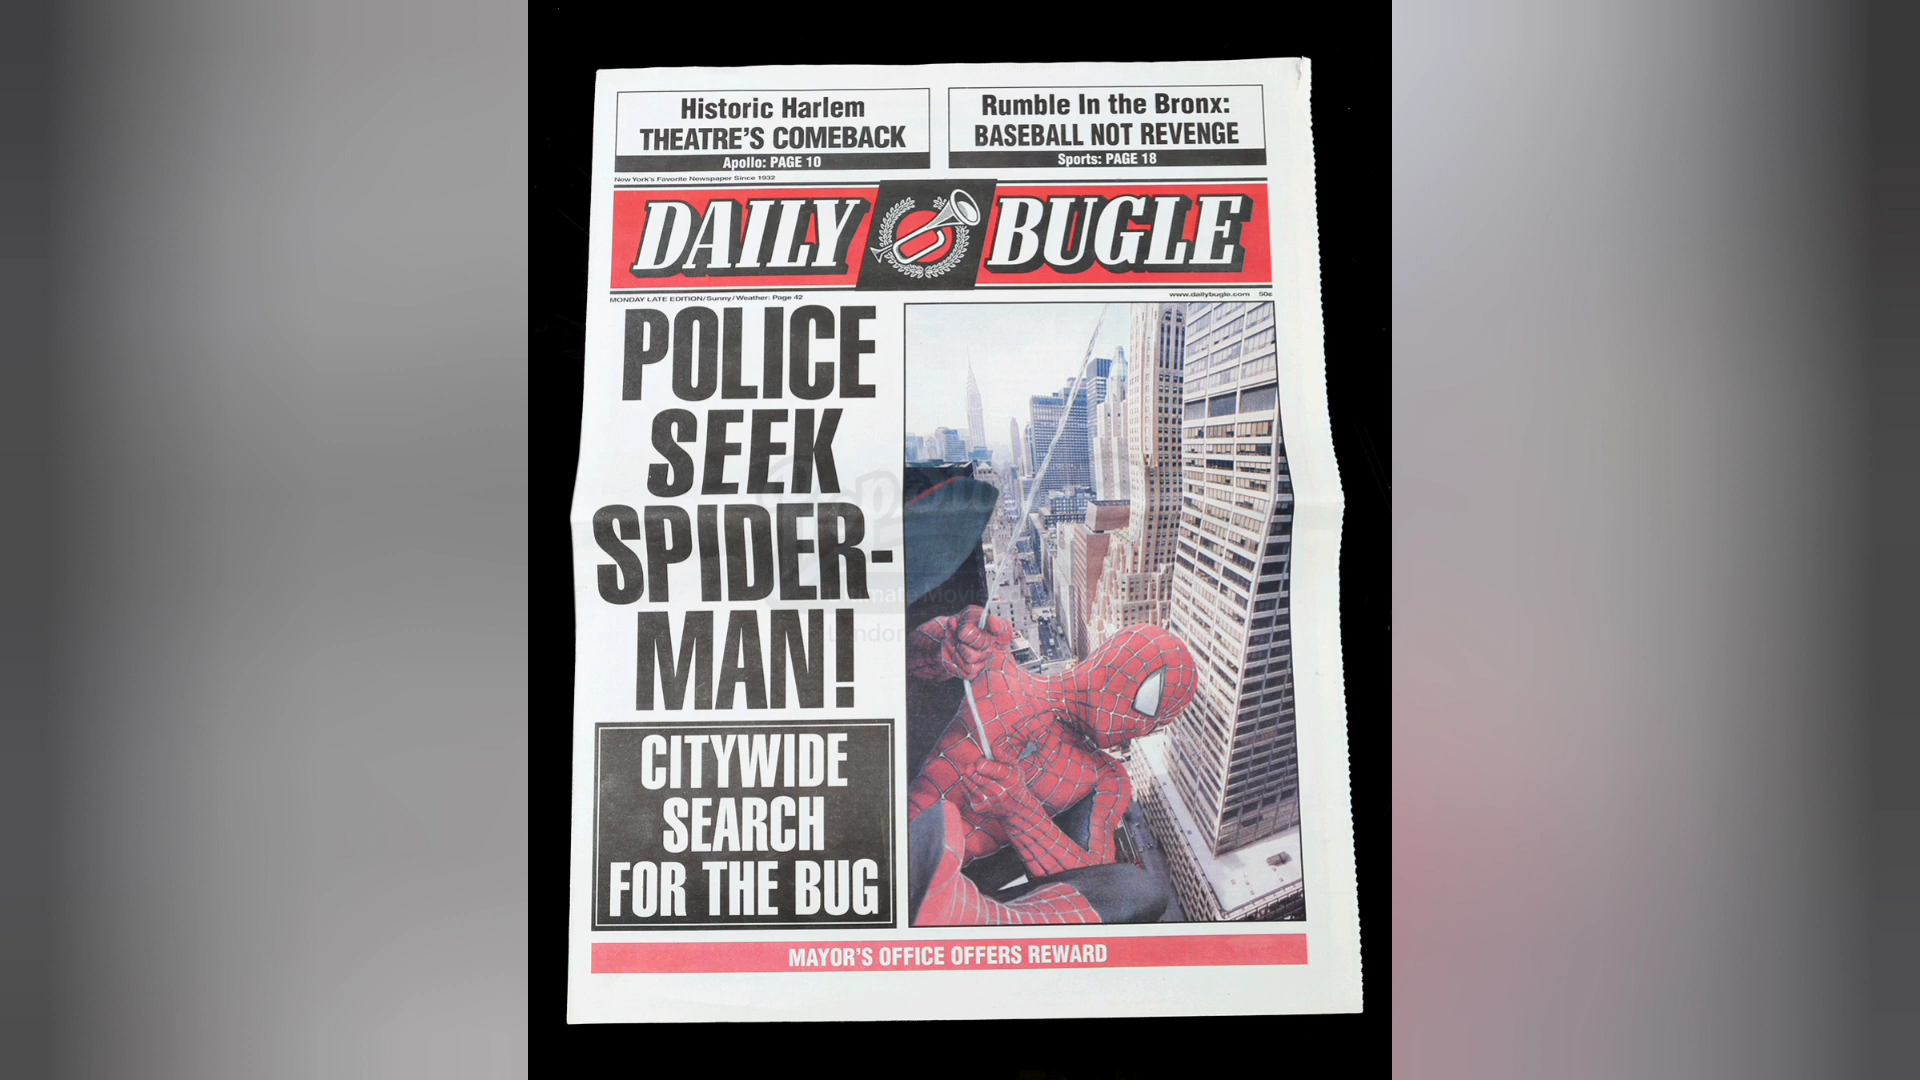 Historic Harlem
THEATRE'S COMEBACK
Apollo: PAGE 10
Rumble In the Bronx:
BASEBALL NOT REVENGE
Sports: PAGE 18
New York's Favorite Newspaper Since 1932
DAILY BUGLE
MONDAY LATE EDITION/Sunny/Weather: Page 42
www.dailybugle.com 50¢
POLICE
SEEK
SPIDER-
MAN!
CITYWIDE
SEARCH
FOR THE BUG
MAYOR'S OFFICE OFFERS REWARD